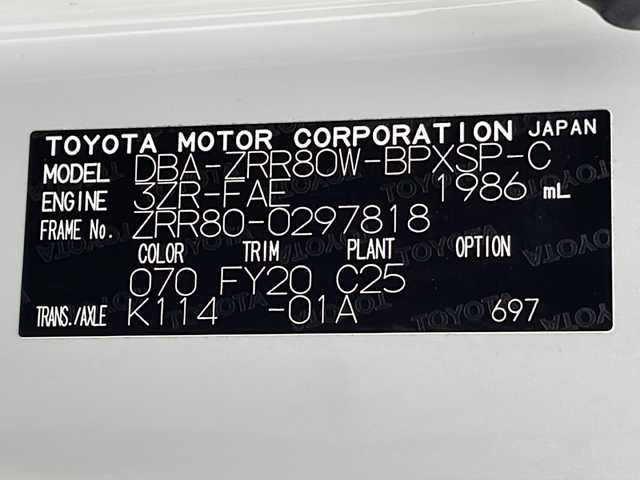 TOYOTA MOTOR CORPORATION JAPAN
MODEL DBA-ZRR80W-BPXSP-C
ENGINE 3ZR-FAE 1986 mL
FRAME No. ZRR80-0297818
COLOR TRIM PLANT OPTION
070 FY20 C25
TRANS./AXLE K114 -01A 697